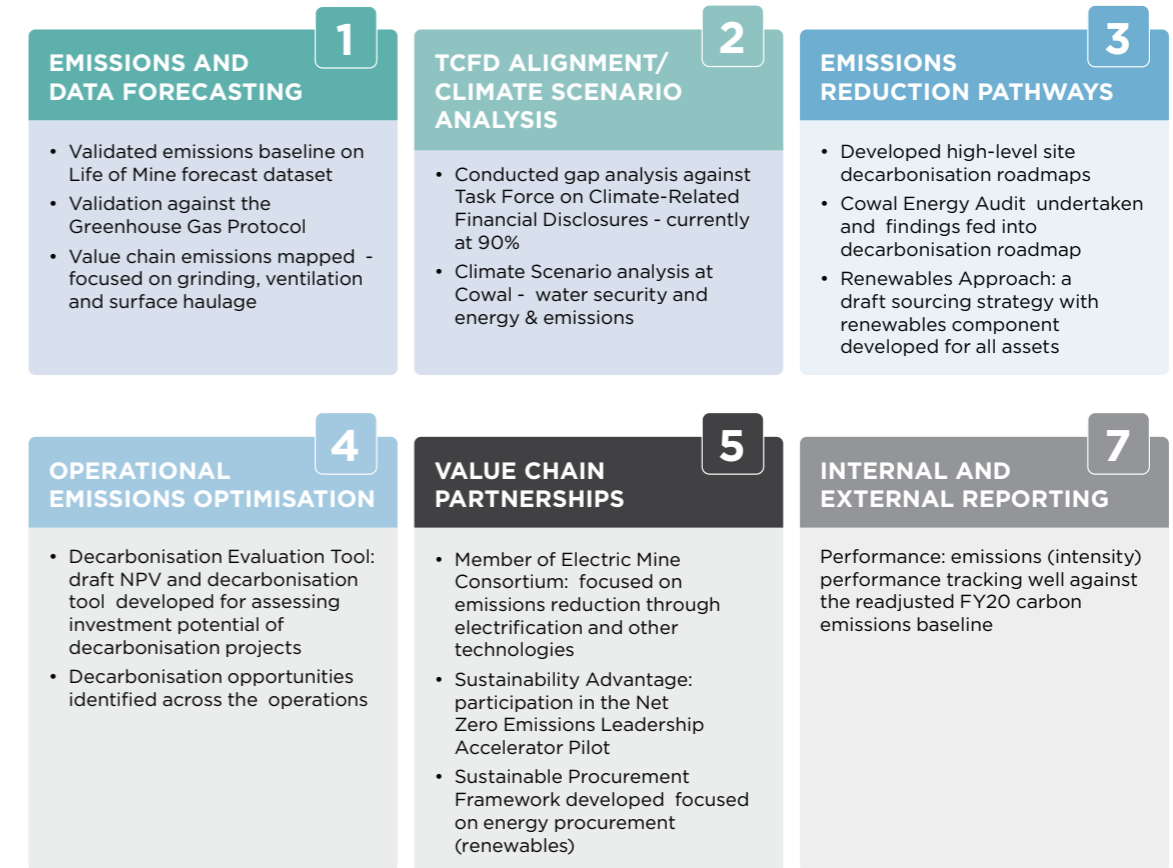 1
EMISSIONS AND
DATA FORECASTING
• Validated emissions baseline on
Life of Mine forecast dataset
• Validation against the
Greenhouse Gas Protocol
• Value chain emissions mapped -
focused on grinding, ventilation
and surface haulage
2
TCFD ALIGNMENT/
CLIMATE SCENARIO
ANALYSIS
• Conducted gap analysis against
Task Force on Climate-Related
Financial Disclosures - currently
at 90%
• Climate Scenario analysis at
Cowal - water security and
energy & emissions
3
EMISSIONS
REDUCTION PATHWAYS
• Developed high-level site
decarbonisation roadmaps
• Cowal Energy Audit undertaken
and findings fed into
decarbonisation roadmap
• Renewables Approach: a
draft sourcing strategy with
renewables component
developed for all assets
4
OPERATIONAL
EMISSIONS OPTIMISATION
• Decarbonisation Evaluation Tool:
draft NPV and decarbonisation
tool developed for assessing
investment potential of
decarbonisation projects
• Decarbonisation opportunities
identified across the operations
5
VALUE CHAIN
PARTNERSHIPS
• Member of Electric Mine
Consortium: focused on
emissions reduction through
electrification and other
technologies
• Sustainability Advantage:
participation in the Net
Zero Emissions Leadership
Accelerator Pilot
• Sustainable Procurement
Framework developed focused
on energy procurement
(renewables)
7
INTERNAL AND
EXTERNAL REPORTING
Performance: emissions (intensity)
performance tracking well against
the readjusted FY20 carbon
emissions baseline